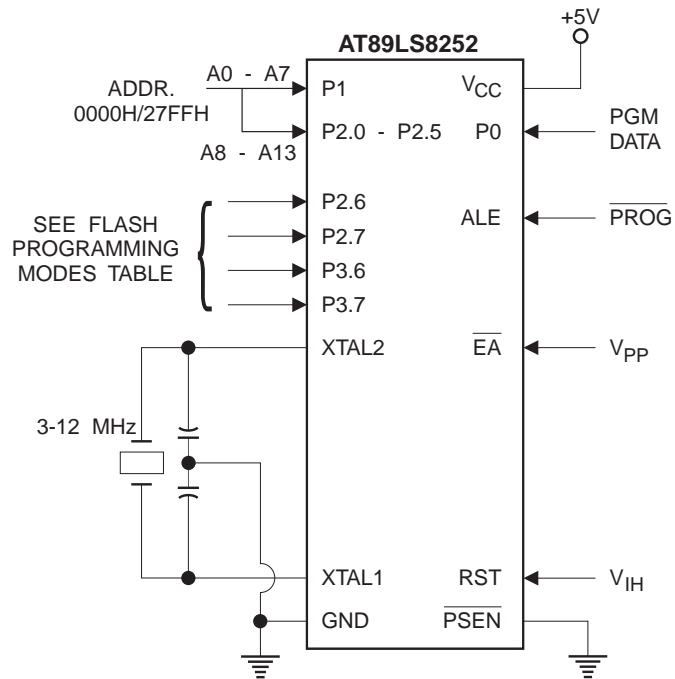 +5V
AT89LS8252
A0 - A7
ADDR.
0000H/27FFH
P1
VCC
PGM
DATA
P2.0 - P2.5
P0
A8 - A13
P2.6
SEE FLASH
PROGRAMMING
MODES TABLE
ALE
PROG
P2.7
P3.6
P3.7
XTAL2
EA
VPP
3-12 MHz
XTAL1
RST
VIH
GND
PSEN